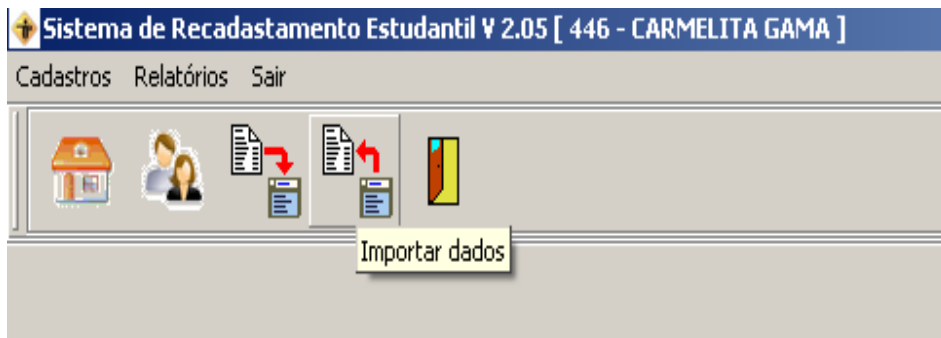 Sistema de Recadastamento Estudantil V 2.05 [ 446 - CARMELITA GAMA ]
Cadastros Relatórios Sair
Importar dados